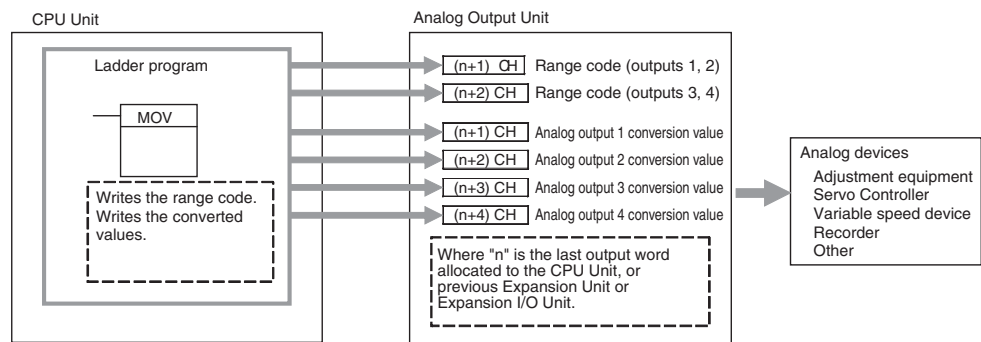 CPU Unit
Analog Output Unit
Ladder program
MOV
Writes the range code.
Writes the converted
values.
(n+1) CH Range code (outputs 1, 2)
(n+2) CH Range code (outputs 3, 4)
(n+1) CH Analog output 1 conversion value
(n+2) CH Analog output 2 conversion value
(n+3) CH Analog output 3 conversion value
(n+4) CH Analog output 4 conversion value
Where "n" is the last output word
allocated to the CPU Unit, or
previous Expansion Unit or
Expansion I/O Unit.
Analog devices
Adjustment equipment
Servo Controller
Variable speed device
Recorder
Other